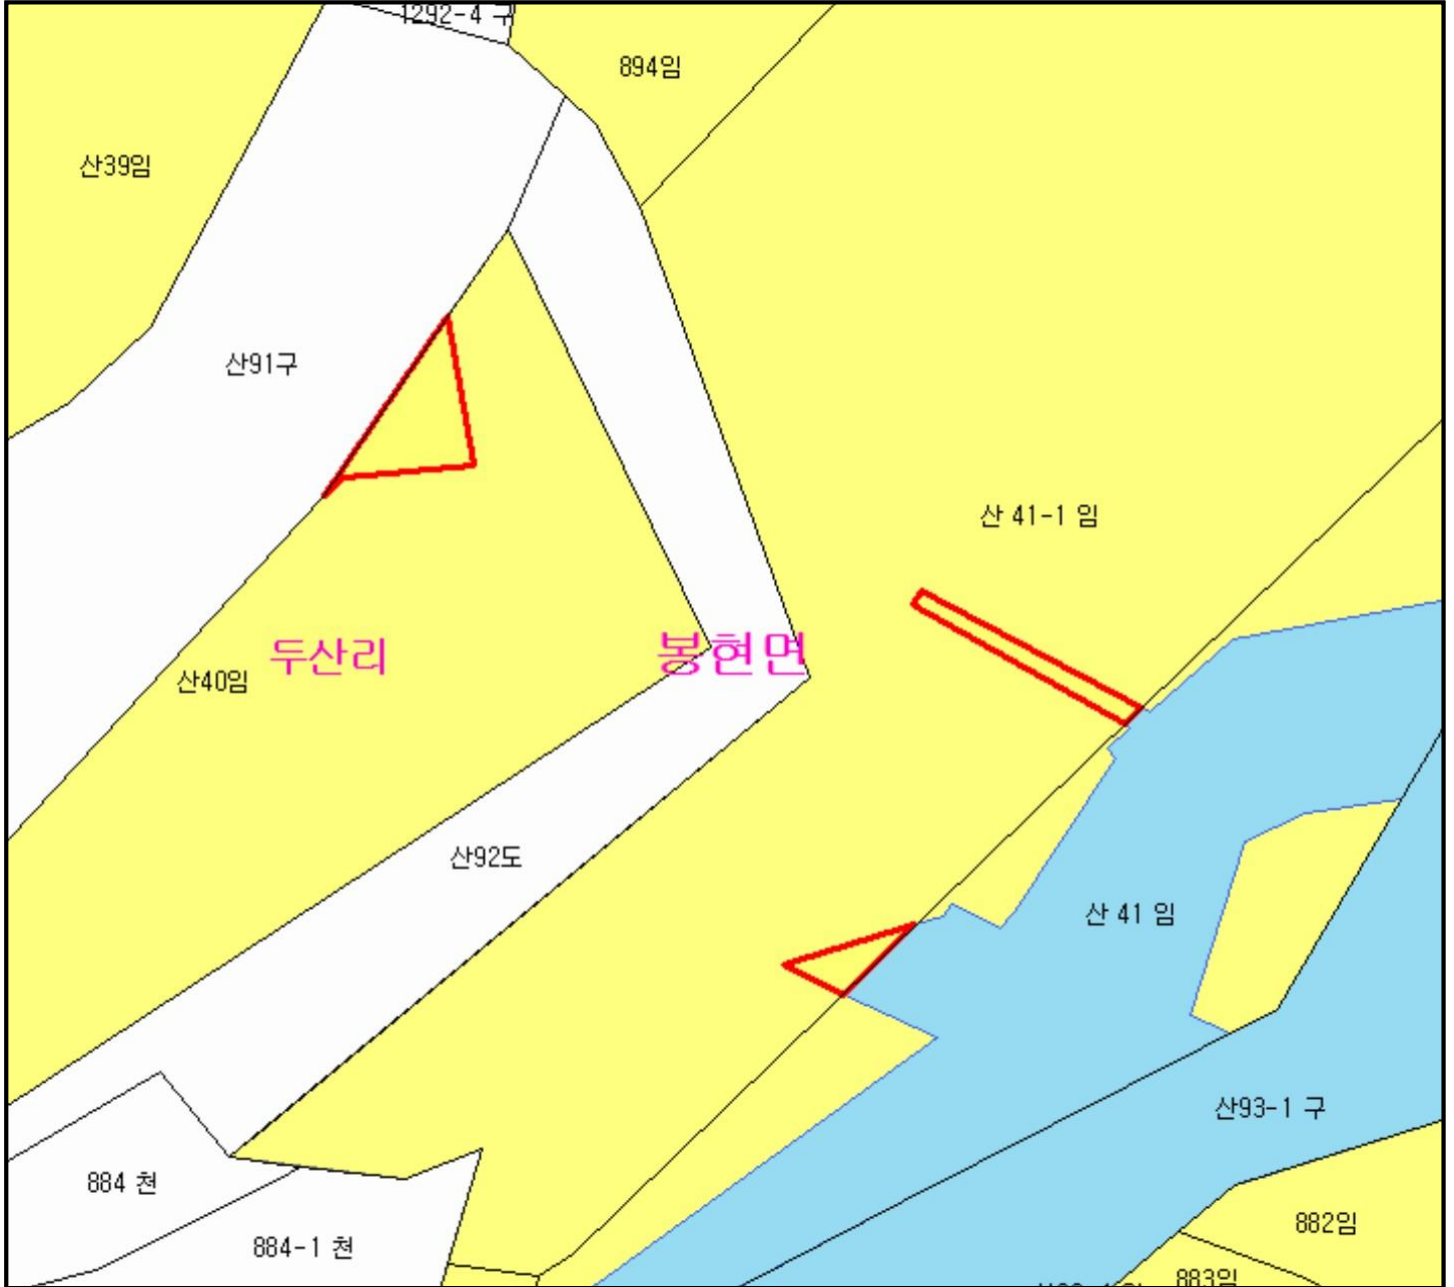 1292-4 구
894임
산39임
산91구
산 41-1 임
두산리
봉현면
산40임
산92도
산 41 임
산93-1 구
884 천
882임
884-1 천
883임